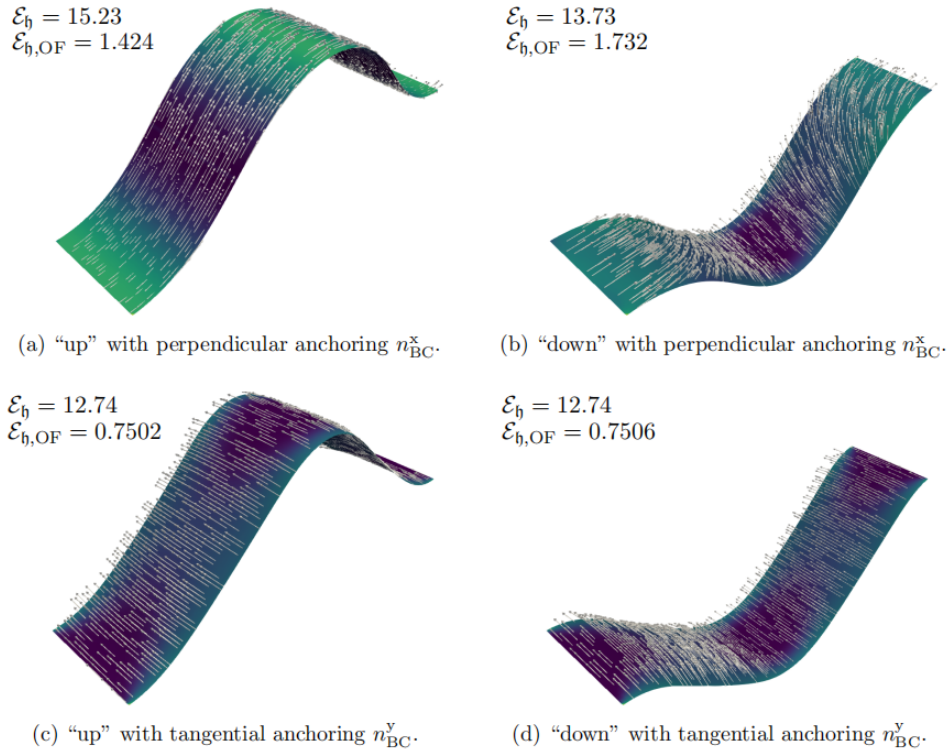 𝓔𝔥 = 15.23
𝓔𝔥,OF = 1.424
𝓔𝔥 = 13.73
𝓔𝔥,OF = 1.732
(a) “up” with perpendicular anchoring n^x_BC.
(b) “down” with perpendicular anchoring n^x_BC.
𝓔𝔥 = 12.74
𝓔𝔥,OF = 0.7502
𝓔𝔥 = 12.74
𝓔𝔥,OF = 0.7506
(c) “up” with tangential anchoring n^y_BC.
(d) “down” with tangential anchoring n^y_BC.